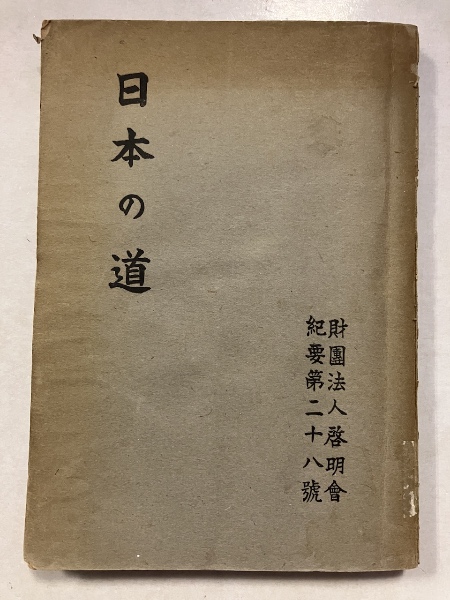 日本の道
財團法人啓明會
紀要第二十八號